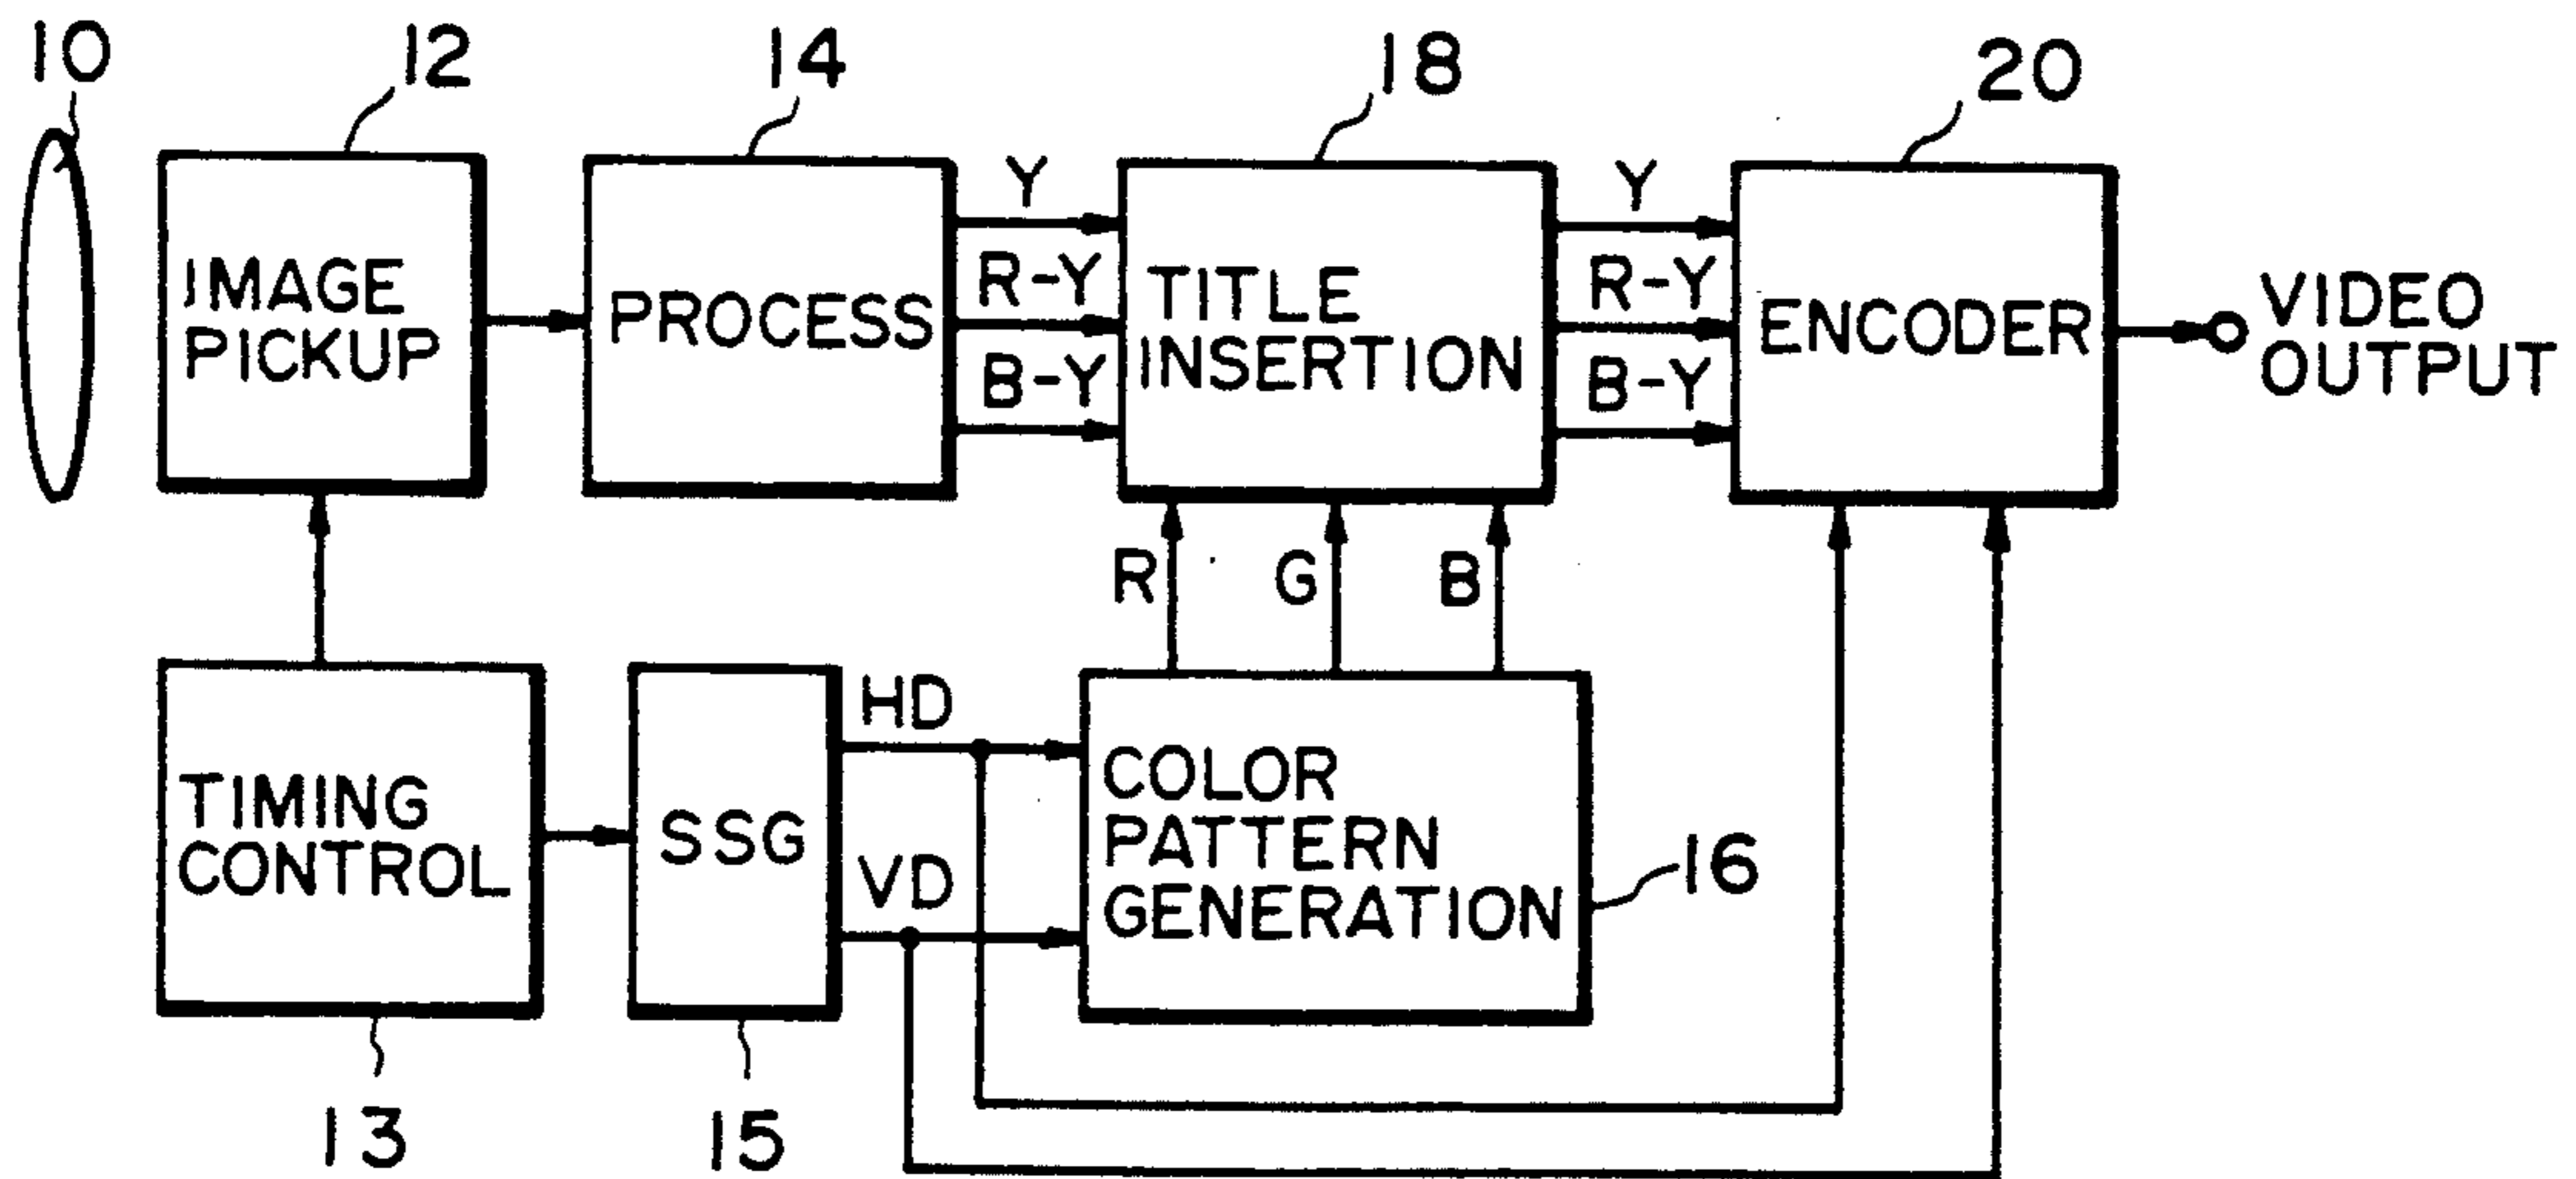 10
12
14
18
20
IMAGE
PICKUP
PROCESS
Y
R-Y
B-Y
TITLE
INSERTION
Y
R-Y
B-Y
ENCODER
VIDEO
OUTPUT
R
G
B
TIMING
CONTROL
SSG
HD
VD
COLOR
PATTERN
GENERATION
16
13
15